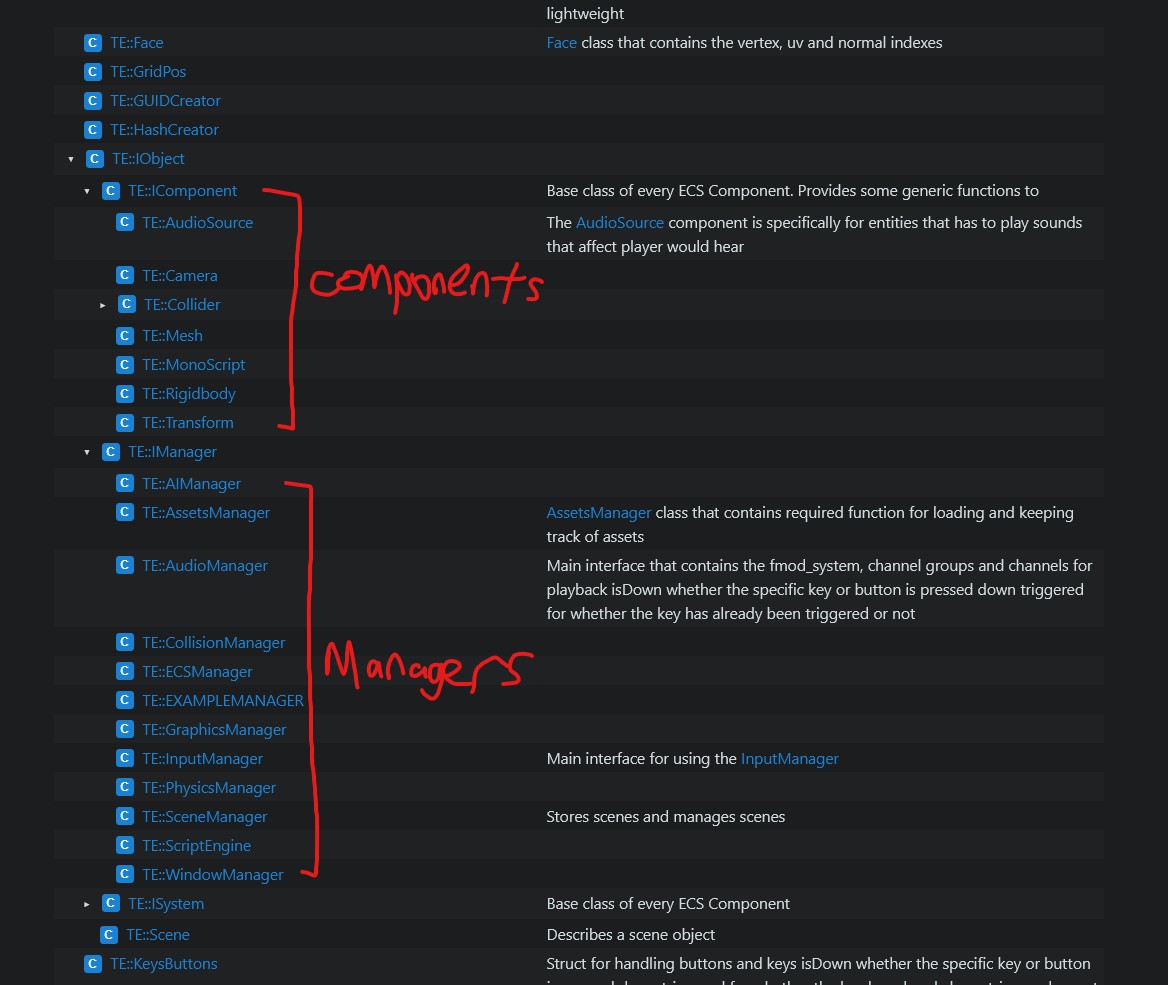 lightweight
TE::Face Face class that contains the vertex, uv and normal indexes
TE::GridPos
TE::GUIDCreator
TE::HashCreator
TE::IObject
TE::IComponent Base class of every ECS Component. Provides some generic functions to
TE::AudioSource The AudioSource component is specifically for entities that has to play sounds
that affect player would hear
TE::Camera
components
TE::Collider
TE::Mesh
TE::MonoScript
TE::Rigidbody
TE::Transform
TE::IManager
TE::AIManager
TE::AssetsManager AssetsManager class that contains required function for loading and keeping
track of assets
TE::AudioManager Main interface that contains the fmod_system, channel groups and channels for
playback isDown whether the specific key or button is pressed down triggered
for whether the key has already been triggered or not
TE::CollisionManager
Managers
TE::ECSManager
TE::EXAMPLEMANAGER
TE::GraphicsManager
TE::InputManager Main interface for using the InputManager
TE::PhysicsManager
TE::SceneManager Stores scenes and manages scenes
TE::ScriptEngine
TE::WindowManager
TE::ISystem Base class of every ECS Component
TE::Scene Describes a scene object
TE::KeysButtons Struct for handling buttons and keys isDown whether the specific key or button